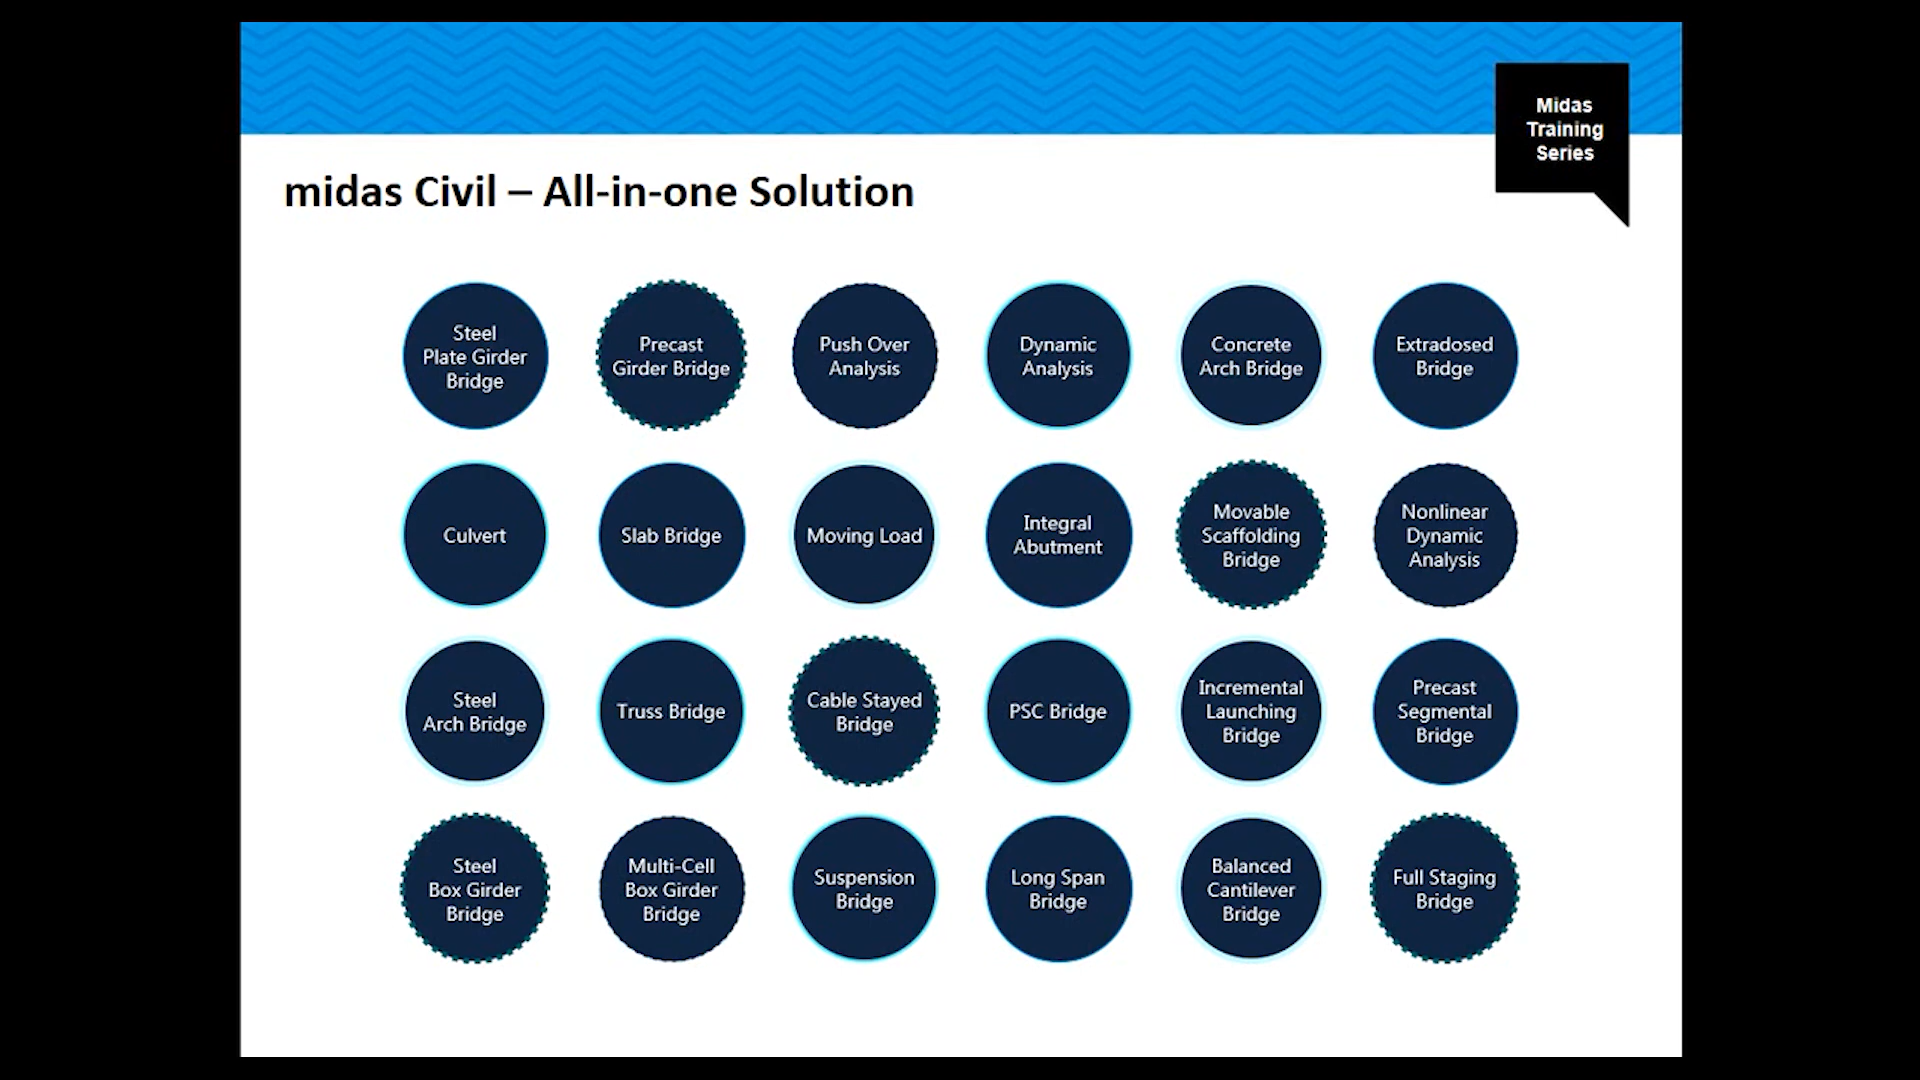 Midas
Training
Series
midas Civil – All-in-one Solution
Steel
Plate Girder
Bridge
Precast
Girder Bridge
Push Over
Analysis
Dynamic
Analysis
Concrete
Arch Bridge
Extradosed
Bridge
Culvert
Slab Bridge
Moving Load
Integral
Abutment
Movable
Scaffolding
Bridge
Nonlinear
Dynamic
Analysis
Steel
Arch Bridge
Truss Bridge
Cable Stayed
Bridge
PSC Bridge
Incremental
Launching
Bridge
Precast
Segmental
Bridge
Steel
Box Girder
Bridge
Multi-Cell
Box Girder
Bridge
Suspension
Bridge
Long Span
Bridge
Balanced
Cantilever
Bridge
Full Staging
Bridge